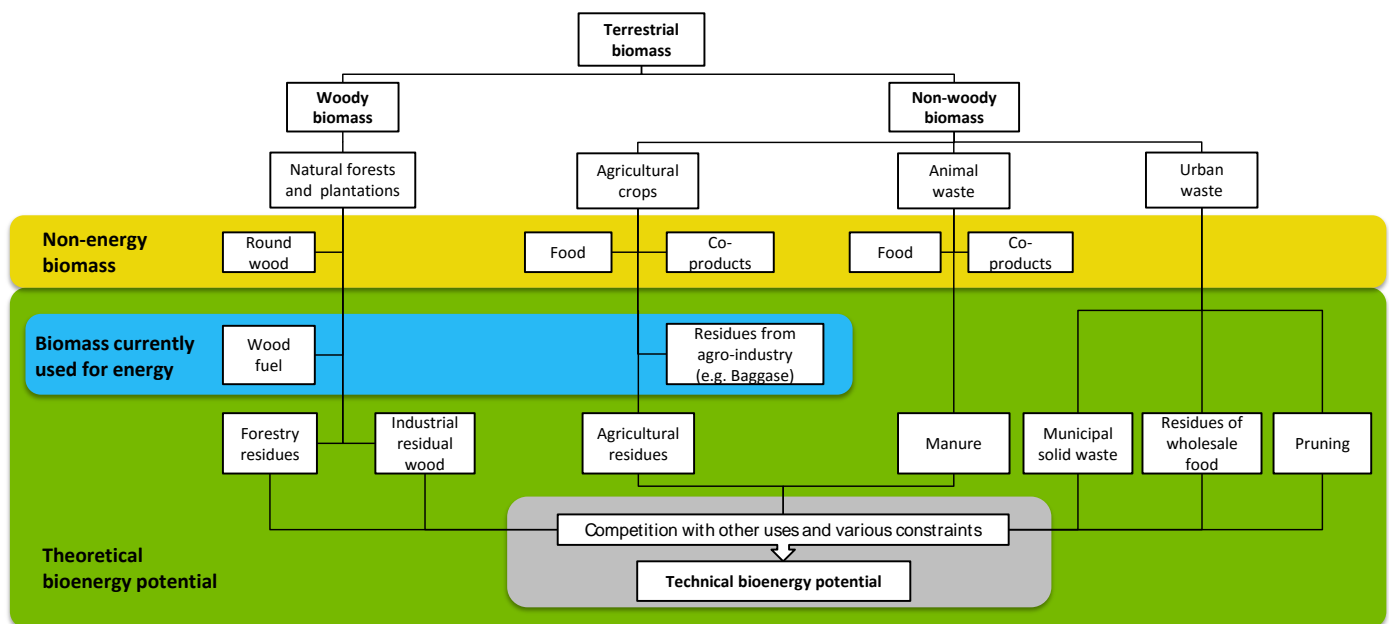 Terrestrial
biomass
Woody
biomass
Non-woody
biomass
Natural forests
and plantations
Agricultural
crops
Animal
waste
Urban
waste
Non-energy
biomass
Round
wood
Food
Co-
products
Food
Co-
products
Biomass currently
used for energy
Wood
fuel
Residues from
agro-industry
(e.g. Baggase)
Forestry
residues
Industrial
residual
wood
Agricultural
residues
Manure
Municipal
solid waste
Residues of
wholesale
food
Pruning
Competition with other uses and various constraints
Theoretical
bioenergy potential
Technical bioenergy potential